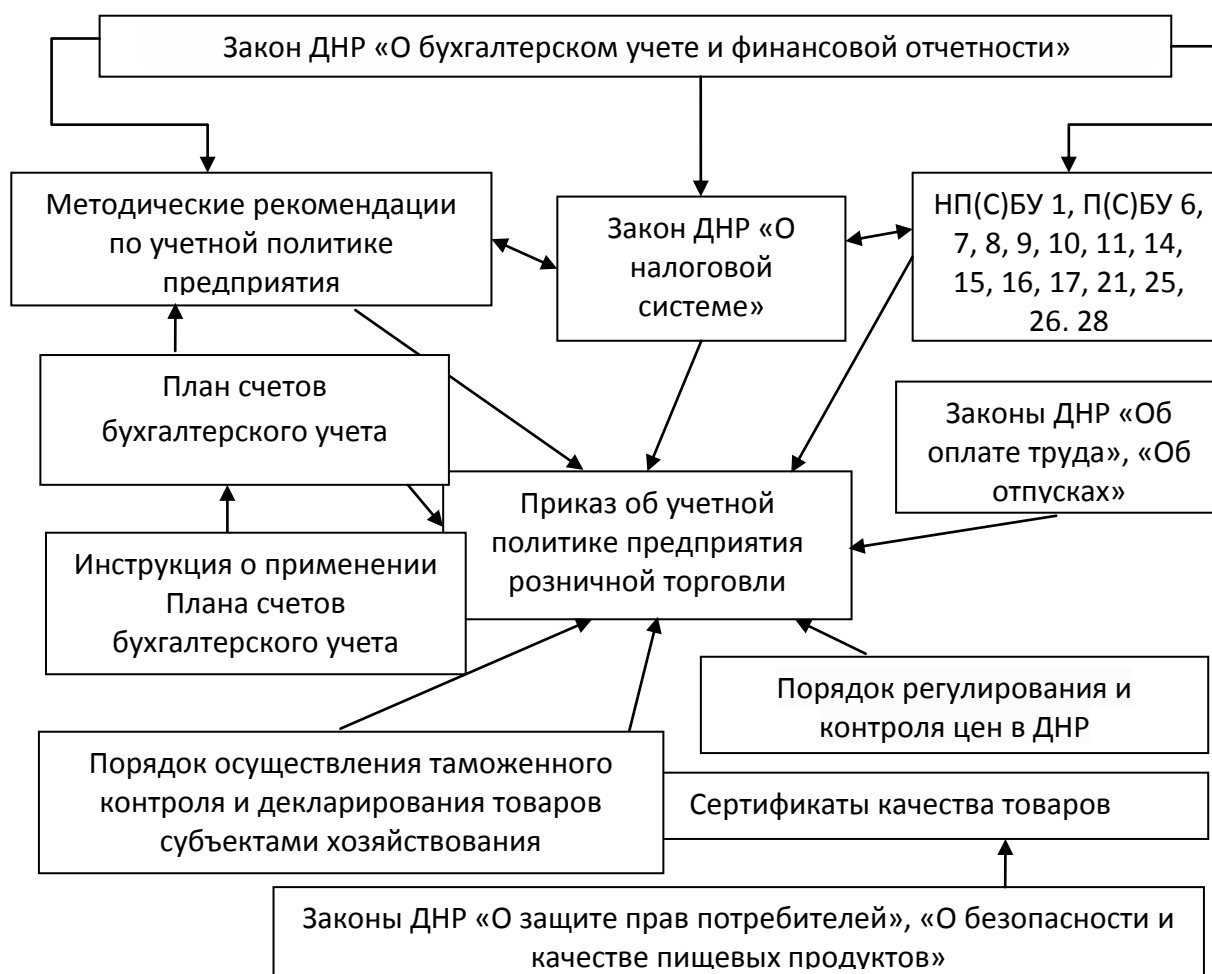 Закон ДНР «О бухгалтерском учете и финансовой отчетности»
Методические рекомендации
по учетной политике
предприятия
Закон ДНР «О
налоговой
системе»
НП(С)БУ 1, П(С)БУ 6,
7, 8, 9, 10, 11, 14,
15, 16, 17, 21, 25,
26. 28
План счетов
бухгалтерского учета
Законы ДНР «Об
оплате труда», «Об
отпусках»
Приказ об учетной
политике предприятия
розничной торговли
Инструкция о применении
Плана счетов
бухгалтерского учета
Порядок регулирования и
контроля цен в ДНР
Порядок осуществления таможенного
контроля и декларирования товаров
субъектами хозяйствования
Сертификаты качества товаров
Законы ДНР «О защите прав потребителей», «О безопасности и
качестве пищевых продуктов»